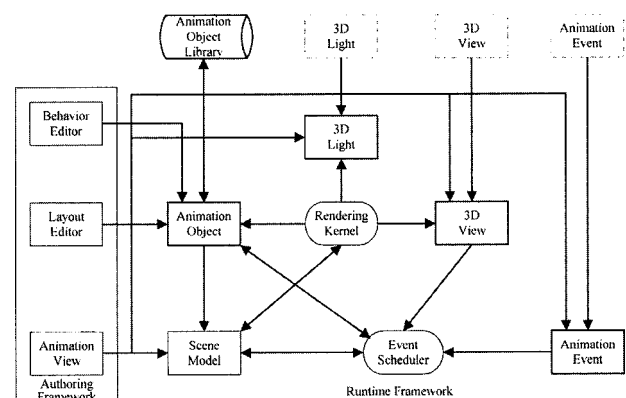 Animation
Object
Library
3D
Light
3D
View
Animation
Event
Behavior
Editor
3D
Light
Layout
Editor
Animation
Object
Rendering
Kernel
3D
View
Animation
View
Scene
Model
Event
Scheduler
Animation
Event
Authoring
Framework
Runtime Framework